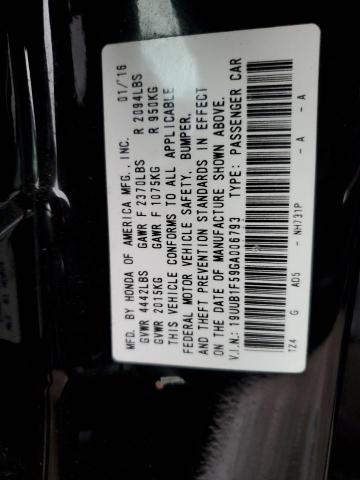 MFD. BY HONDA OF AMERICA MFG., INC. 01/16
GVWR 4442LBS GAWR F 2370LBS R 2094LBS
GVWR 2015KG GAWR F 1075KG R 950KG
THIS VEHICLE CONFORMS TO ALL APPLICABLE
FEDERAL MOTOR VEHICLE SAFETY, BUMPER,
AND THEFT PREVENTION STANDARDS IN EFFECT
ON THE DATE OF MANUFACTURE SHOWN ABOVE.
V.I.N.: 19UUB1F59GA006793 TYPE: PASSENGER CAR
TZ4 G AD5 - NH731P - A - A